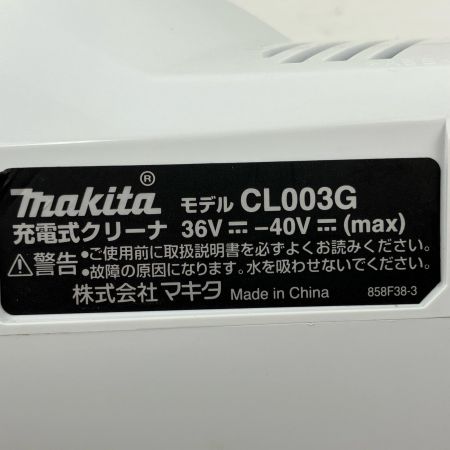 makita® モデル CL003G
充電式クリーナ 36V⎓-40V⎓(max)
⚠警告 •ご使用前に取扱説明書を必ずよくお読みください。
•故障の原因になります。水を吸わせないでください。
株式会社マキタ Made in China 858F38-3